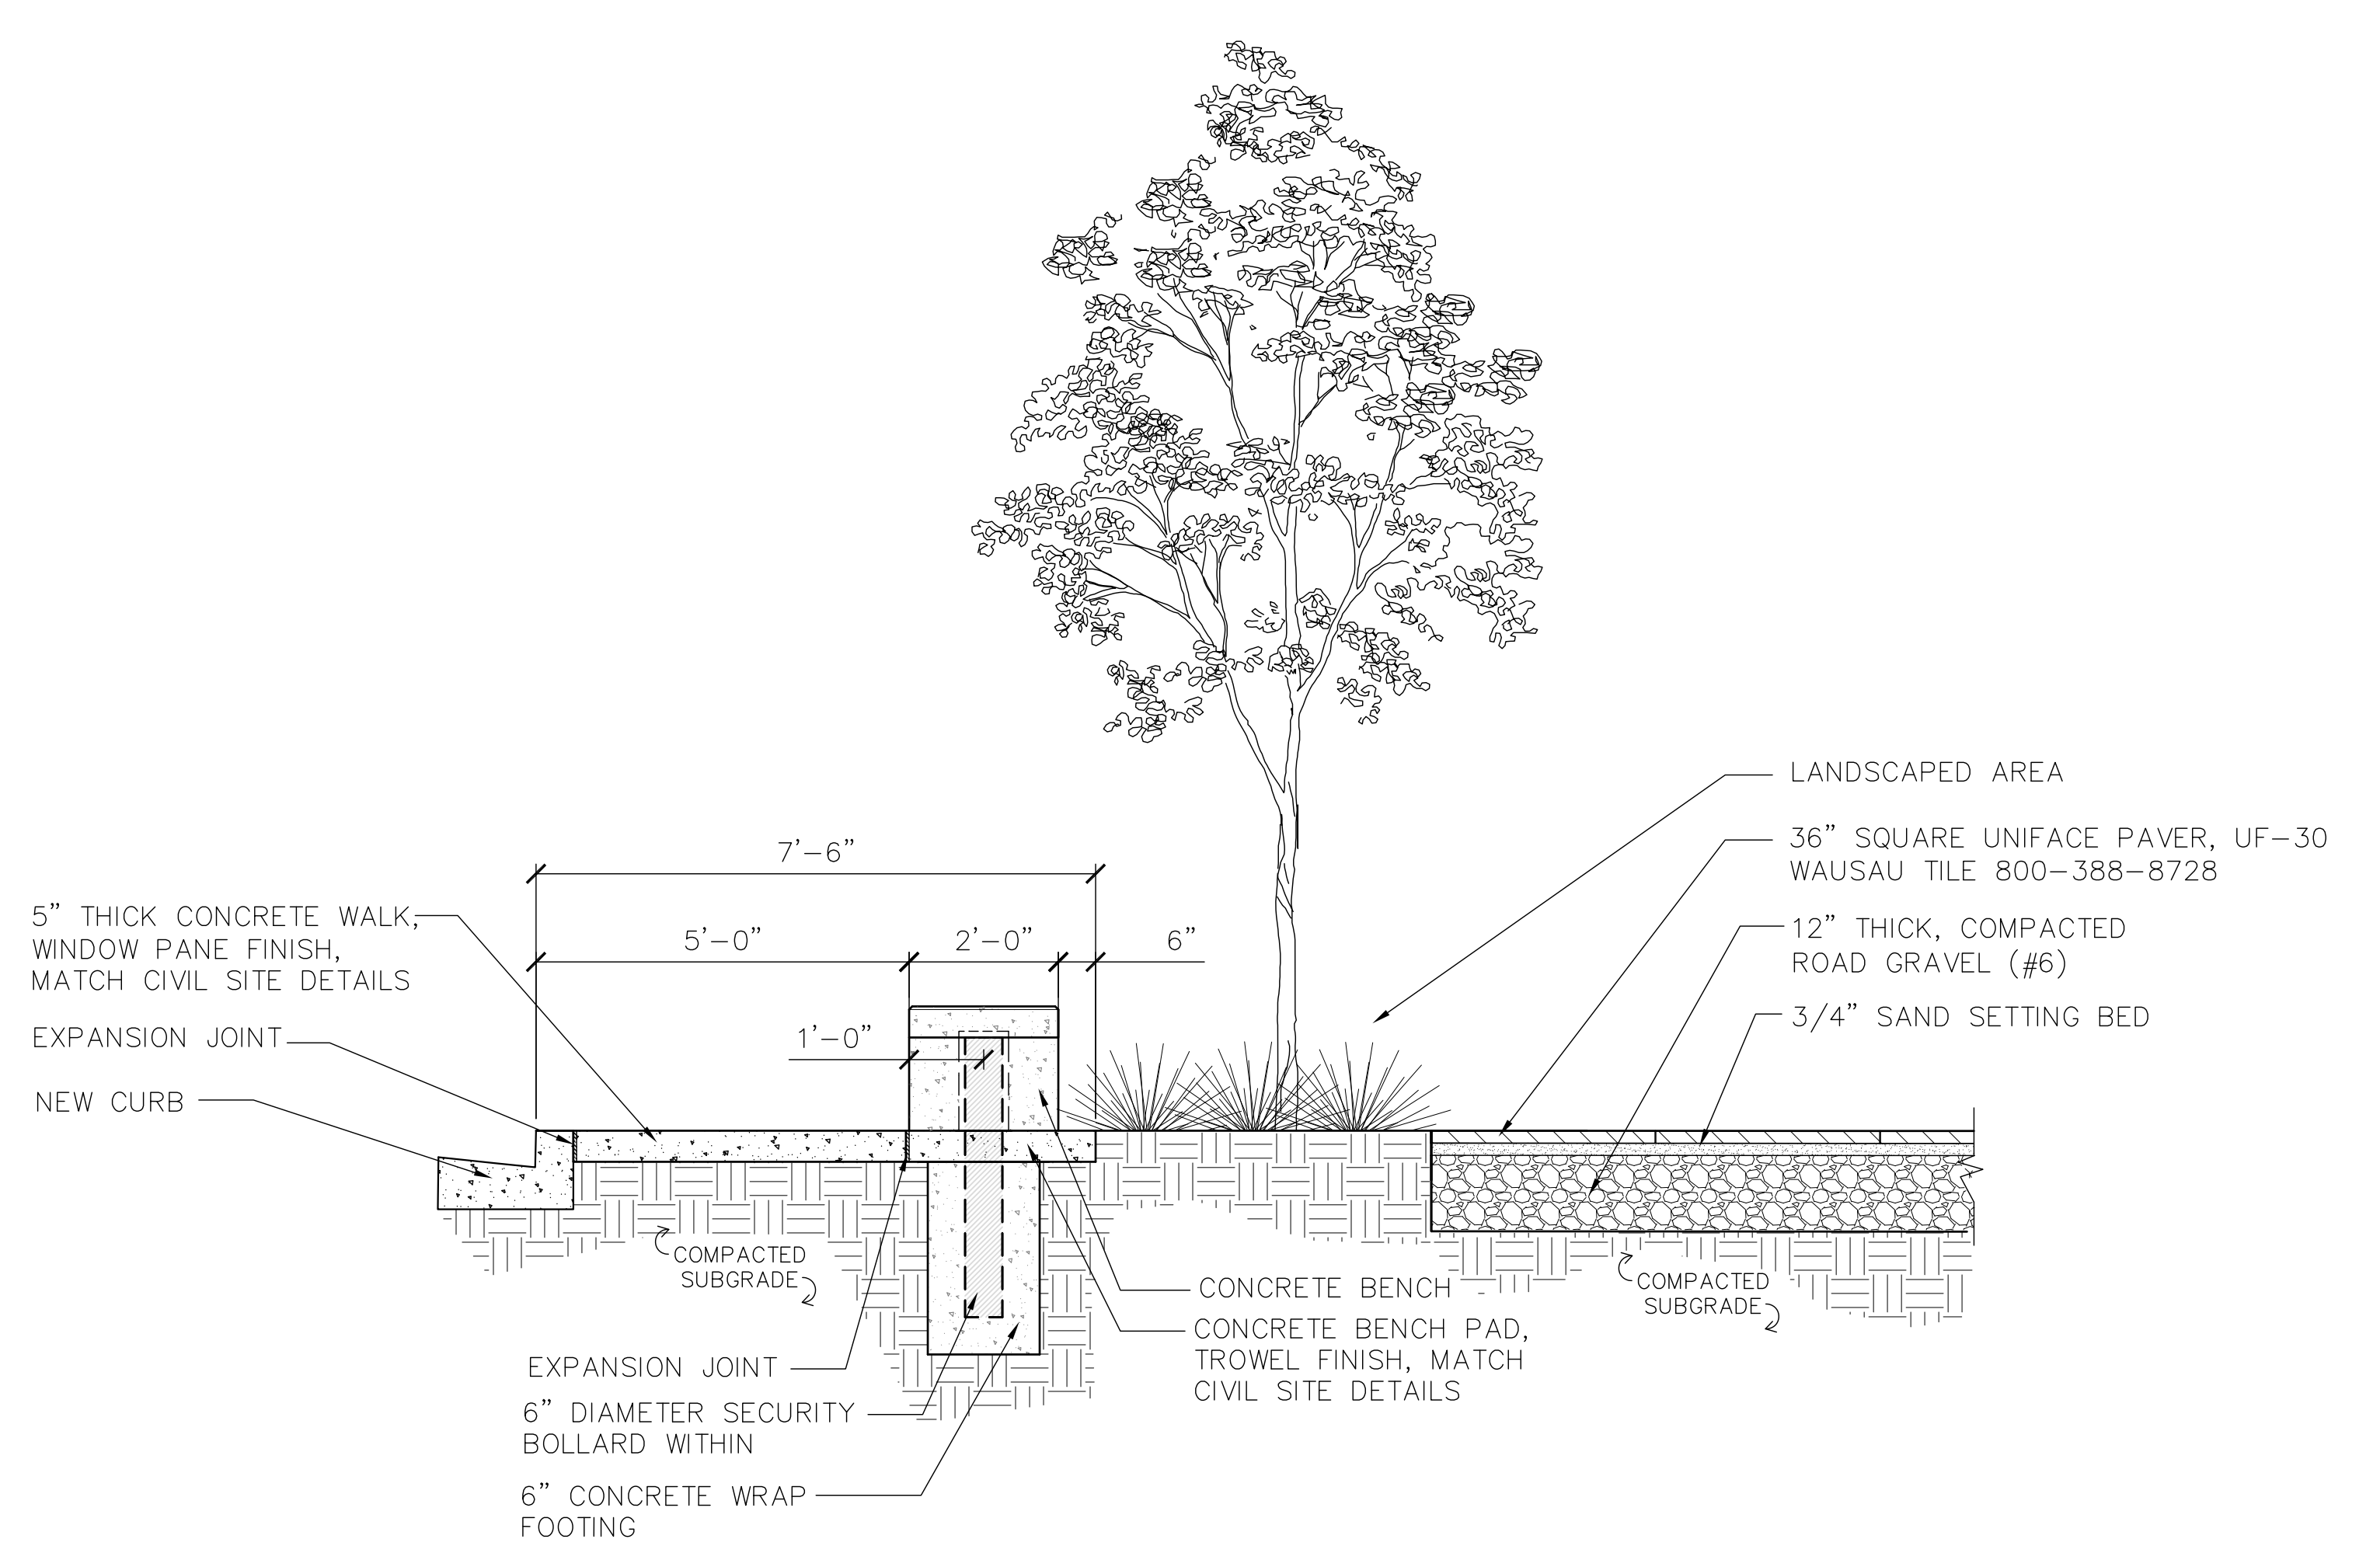 LANDSCAPED AREA
36” SQUARE UNIFACE PAVER, UF-30
WAUSAU TILE 800-388-8728
12” THICK, COMPACTED
ROAD GRAVEL (#6)
3/4” SAND SETTING BED
7’-6”
5’-0”
2’-0”
6”
1’-0”
5” THICK CONCRETE WALK,
WINDOW PANE FINISH,
MATCH CIVIL SITE DETAILS
EXPANSION JOINT
NEW CURB
COMPACTED
SUBGRADE
COMPACTED
SUBGRADE
CONCRETE BENCH
CONCRETE BENCH PAD,
TROWEL FINISH, MATCH
CIVIL SITE DETAILS
EXPANSION JOINT
6” DIAMETER SECURITY
BOLLARD WITHIN
6” CONCRETE WRAP
FOOTING